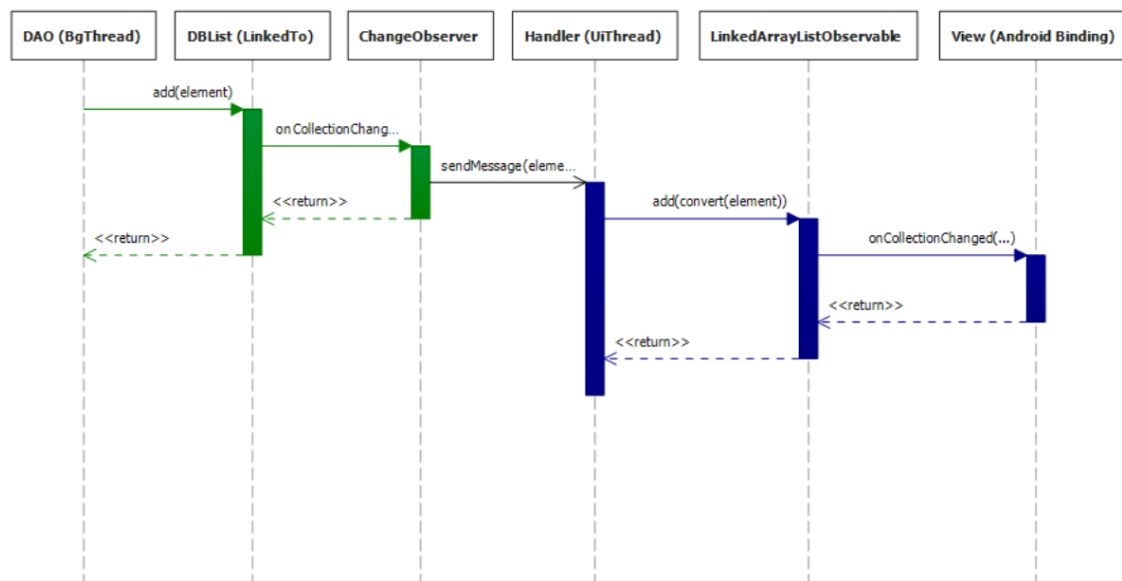 DAO (BgThread)
DBList (LinkedTo)
ChangeObserver
Handler (UiThread)
LinkedArrayListObservable
View (Android Binding)
add(element)
onCollectionChang...
sendMessage(eleme...
<<return>>
add(convert(element))
<<return>>
onCollectionChanged(...)
<<return>>
<<return>>